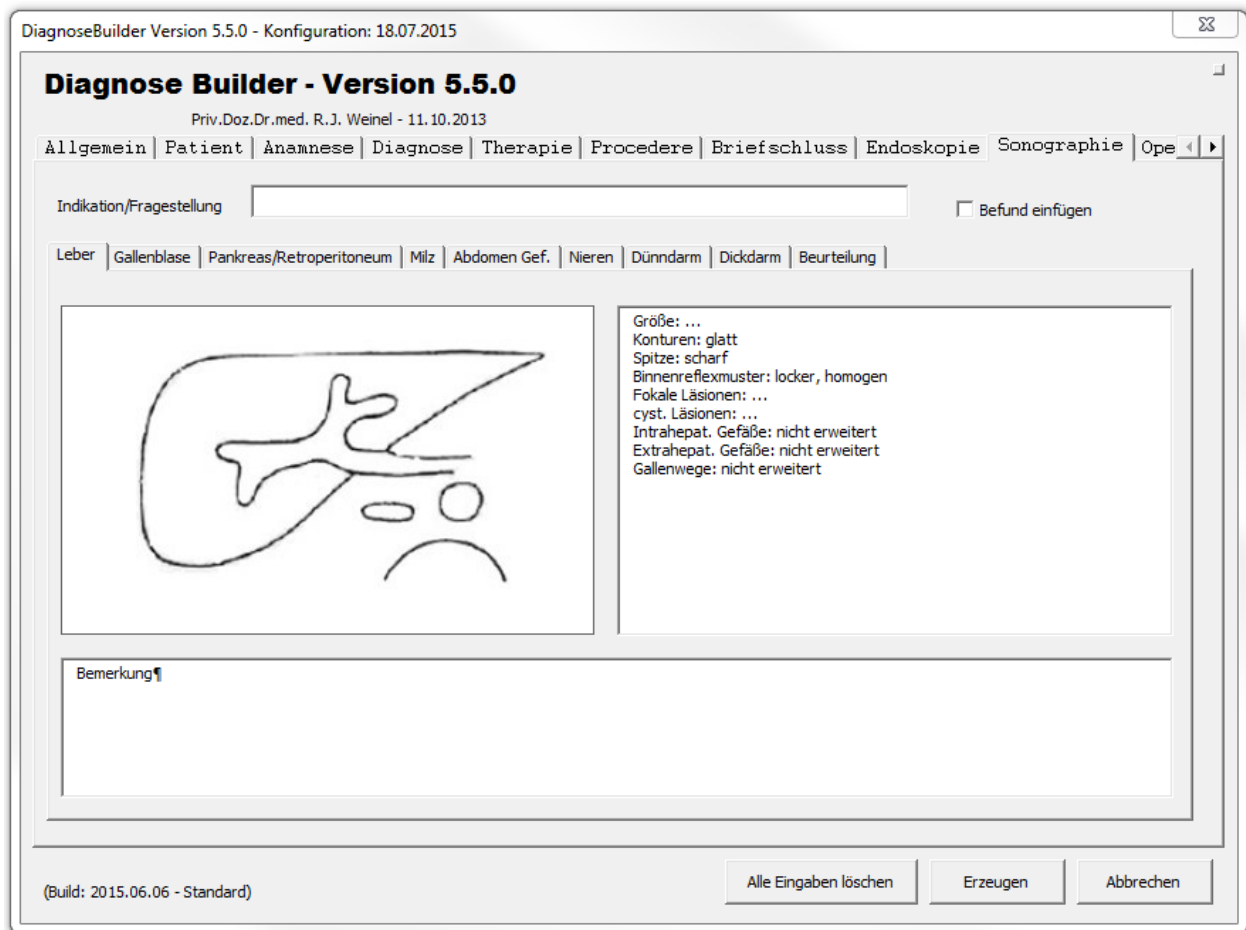 DiagnoseBuilder Version 5.5.0 - Konfiguration: 18.07.2015
Diagnose Builder - Version 5.5.0
Priv.Doz.Dr.med. R.J. Weinel - 11.10.2013
Allgemein Patient Anamnese Diagnose Therapie Procedere Briefschluss Endoskopie Sonographie Ope
Indikation/Fragestellung Befund einfügen
Leber Gallenblase Pankreas/Retroperitoneum Milz Abdomen Gef. Nieren Dünndarm Dickdarm Beurteilung
Größe: ...
Konturen: glatt
Spitze: scharf
Binnenreflexmuster: locker, homogen
Fokale Läsionen: ...
cyst. Läsionen: ...
Intrahepat. Gefäße: nicht erweitert
Extrahepat. Gefäße: nicht erweitert
Gallenwege: nicht erweitert
Bemerkung¶
(Build: 2015.06.06 - Standard) Alle Eingaben löschen Erzeugen Abbrechen